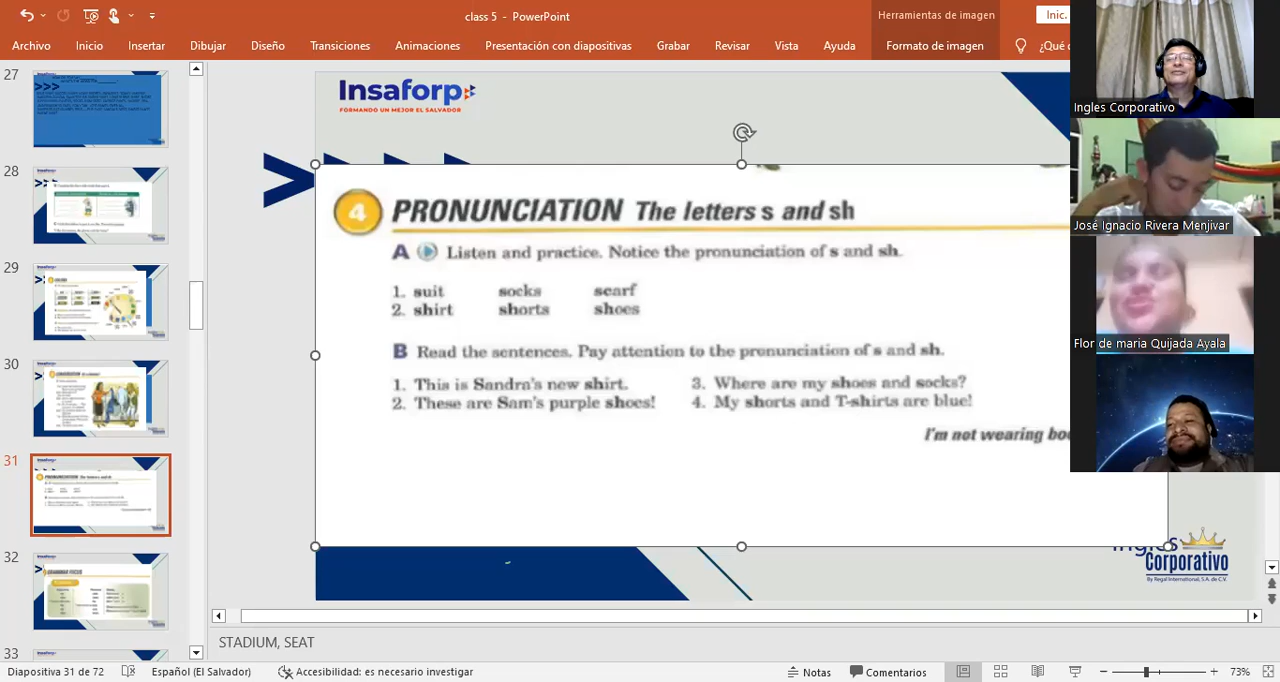 class 5 - PowerPoint
Herramientas de imagen
Inic.
Archivo Inicio Insertar Dibujar Diseño Transiciones Animaciones Presentación con diapositivas Grabar Revisar Vista Ayuda Formato de imagen ¿Qué
Ingles Corporativo
José Ignacio Rivera Menjivar
Flor de maria Quijada Ayala
27
28
29
30
31
32
33
Insaforp
FORMANDO UN MEJOR EL SALVADOR
4 PRONUNCIATION The letters s and sh
A Listen and practice. Notice the pronunciation of s and sh.
1. suit socks scarf
2. shirt shorts shoes
B Read the sentences. Pay attention to the pronunciation of s and sh.
1. This is Sandra's new shirt. 3. Where are my shoes and socks?
2. These are Sam's purple shoes! 4. My shorts and T-shirts are blue!
I'm not wearing boo
Ingles
Corporativo
By Regal International, S.A. de C.V.
STADIUM, SEAT
Diapositiva 31 de 72 Español (El Salvador) Accesibilidad: es necesario investigar Notas Comentarios 73%